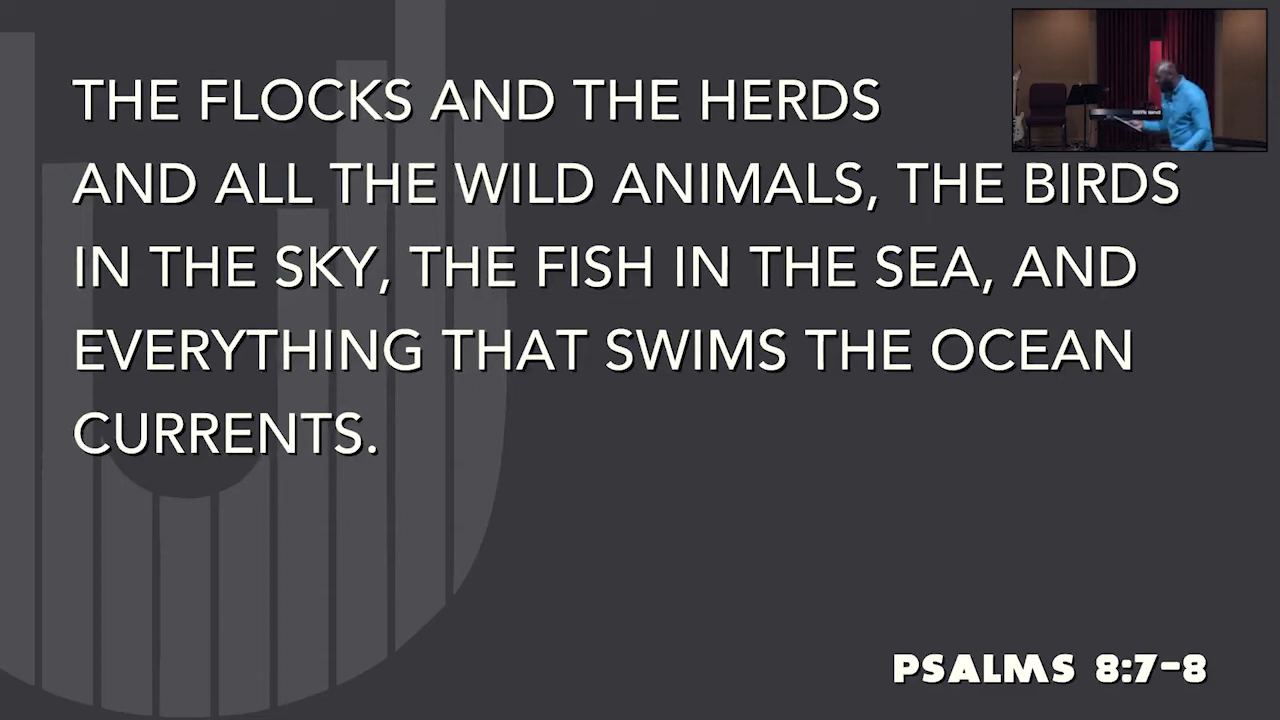 THE FLOCKS AND THE HERDS
AND ALL THE WILD ANIMALS, THE BIRDS
IN THE SKY, THE FISH IN THE SEA, AND
EVERYTHING THAT SWIMS THE OCEAN
CURRENTS.
PSALMS 8:7-8